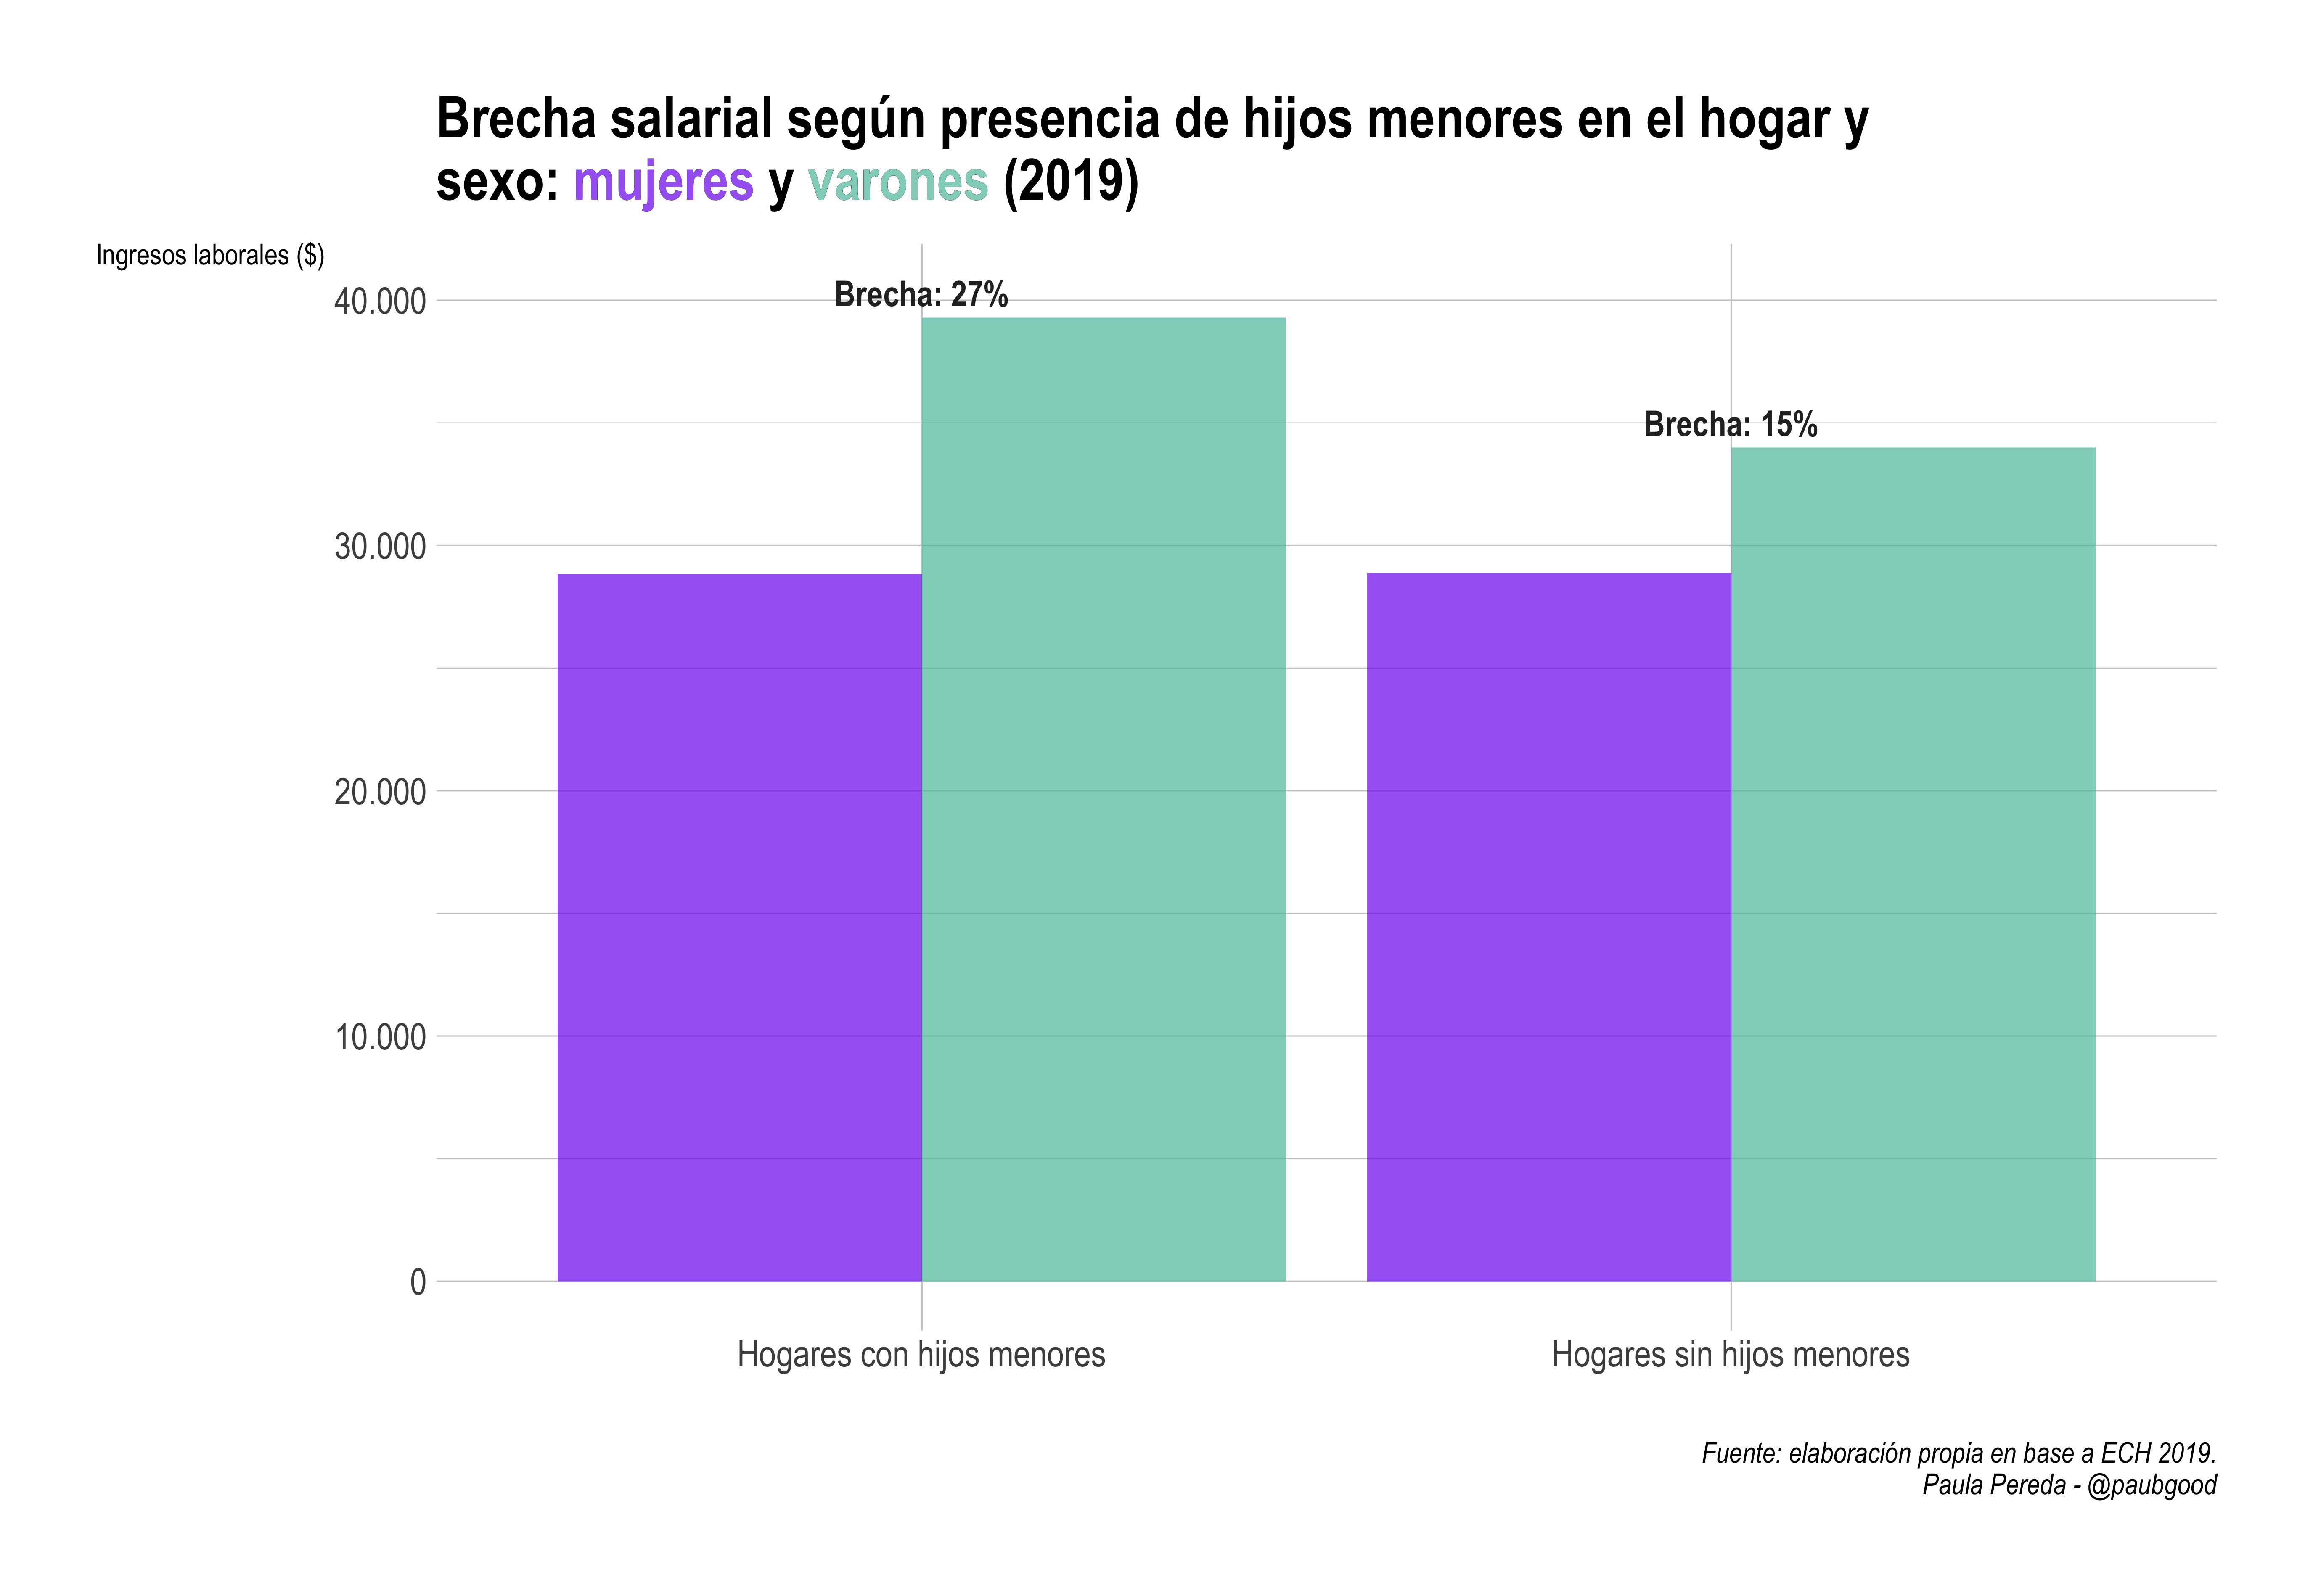 Brecha salarial según presencia de hijos menores en el hogar y
sexo: mujeres y varones (2019)
Ingresos laborales ($)
40.000
30.000
20.000
10.000
0
Brecha: 27%
Brecha: 15%
Hogares con hijos menores
Hogares sin hijos menores
Fuente: elaboración propia en base a ECH 2019.
Paula Pereda - @paubgood